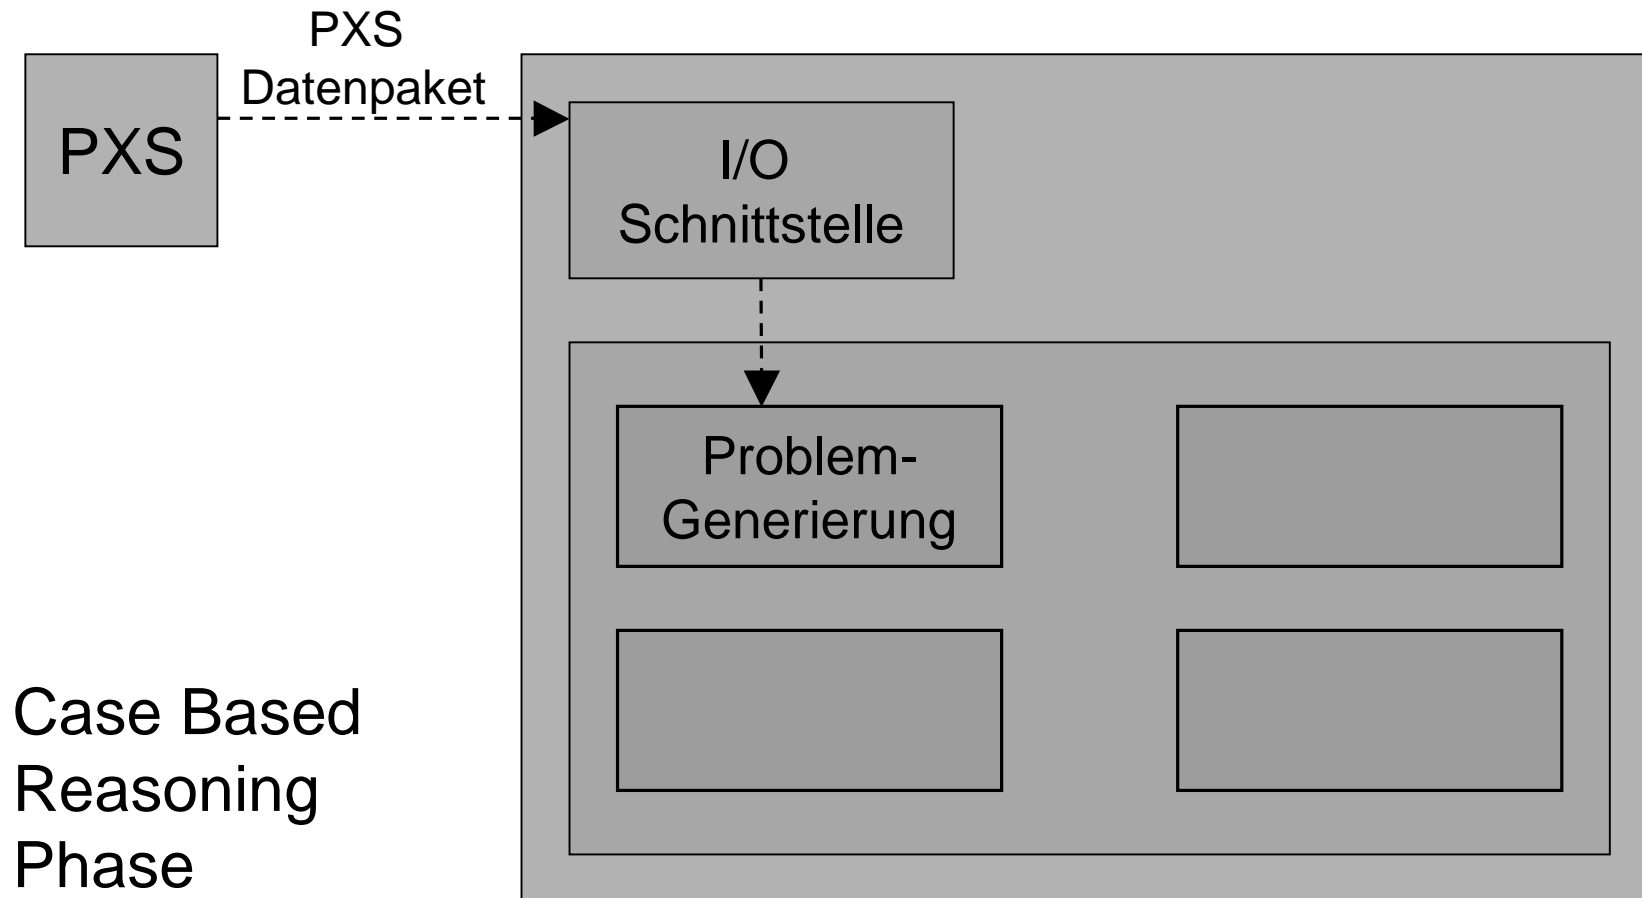 PXS
Datenpaket
PXS
I/O
Schnittstelle
Problem-
Generierung
Case Based
Reasoning
Phase